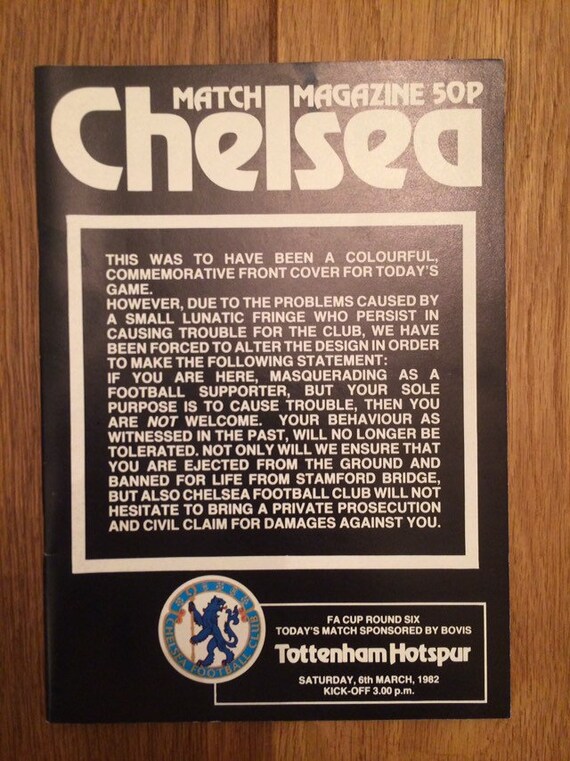 MATCH MAGAZINE 50P
Chelsea
THIS WAS TO HAVE BEEN A COLOURFUL,
COMMEMORATIVE FRONT COVER FOR TODAY'S
GAME.
HOWEVER, DUE TO THE PROBLEMS CAUSED BY
A SMALL LUNATIC FRINGE WHO PERSIST IN
CAUSING TROUBLE FOR THE CLUB, WE HAVE
BEEN FORCED TO ALTER THE DESIGN IN ORDER
TO MAKE THE FOLLOWING STATEMENT:
IF YOU ARE HERE, MASQUERADING AS A
FOOTBALL SUPPORTER, BUT YOUR SOLE
PURPOSE IS TO CAUSE TROUBLE, THEN YOU
ARE NOT WELCOME. YOUR BEHAVIOUR AS
WITNESSED IN THE PAST, WILL NO LONGER BE
TOLERATED. NOT ONLY WILL WE ENSURE THAT
YOU ARE EJECTED FROM THE GROUND AND
BANNED FOR LIFE FROM STAMFORD BRIDGE,
BUT ALSO CHELSEA FOOTBALL CLUB WILL NOT
HESITATE TO BRING A PRIVATE PROSECUTION
AND CIVIL CLAIM FOR DAMAGES AGAINST YOU.
CHELSEA FOOTBALL CLUB
FA CUP ROUND SIX
TODAY'S MATCH SPONSORED BY BOVIS
Tottenham Hotspur
SATURDAY, 6th MARCH, 1982
KICK-OFF 3.00 p.m.